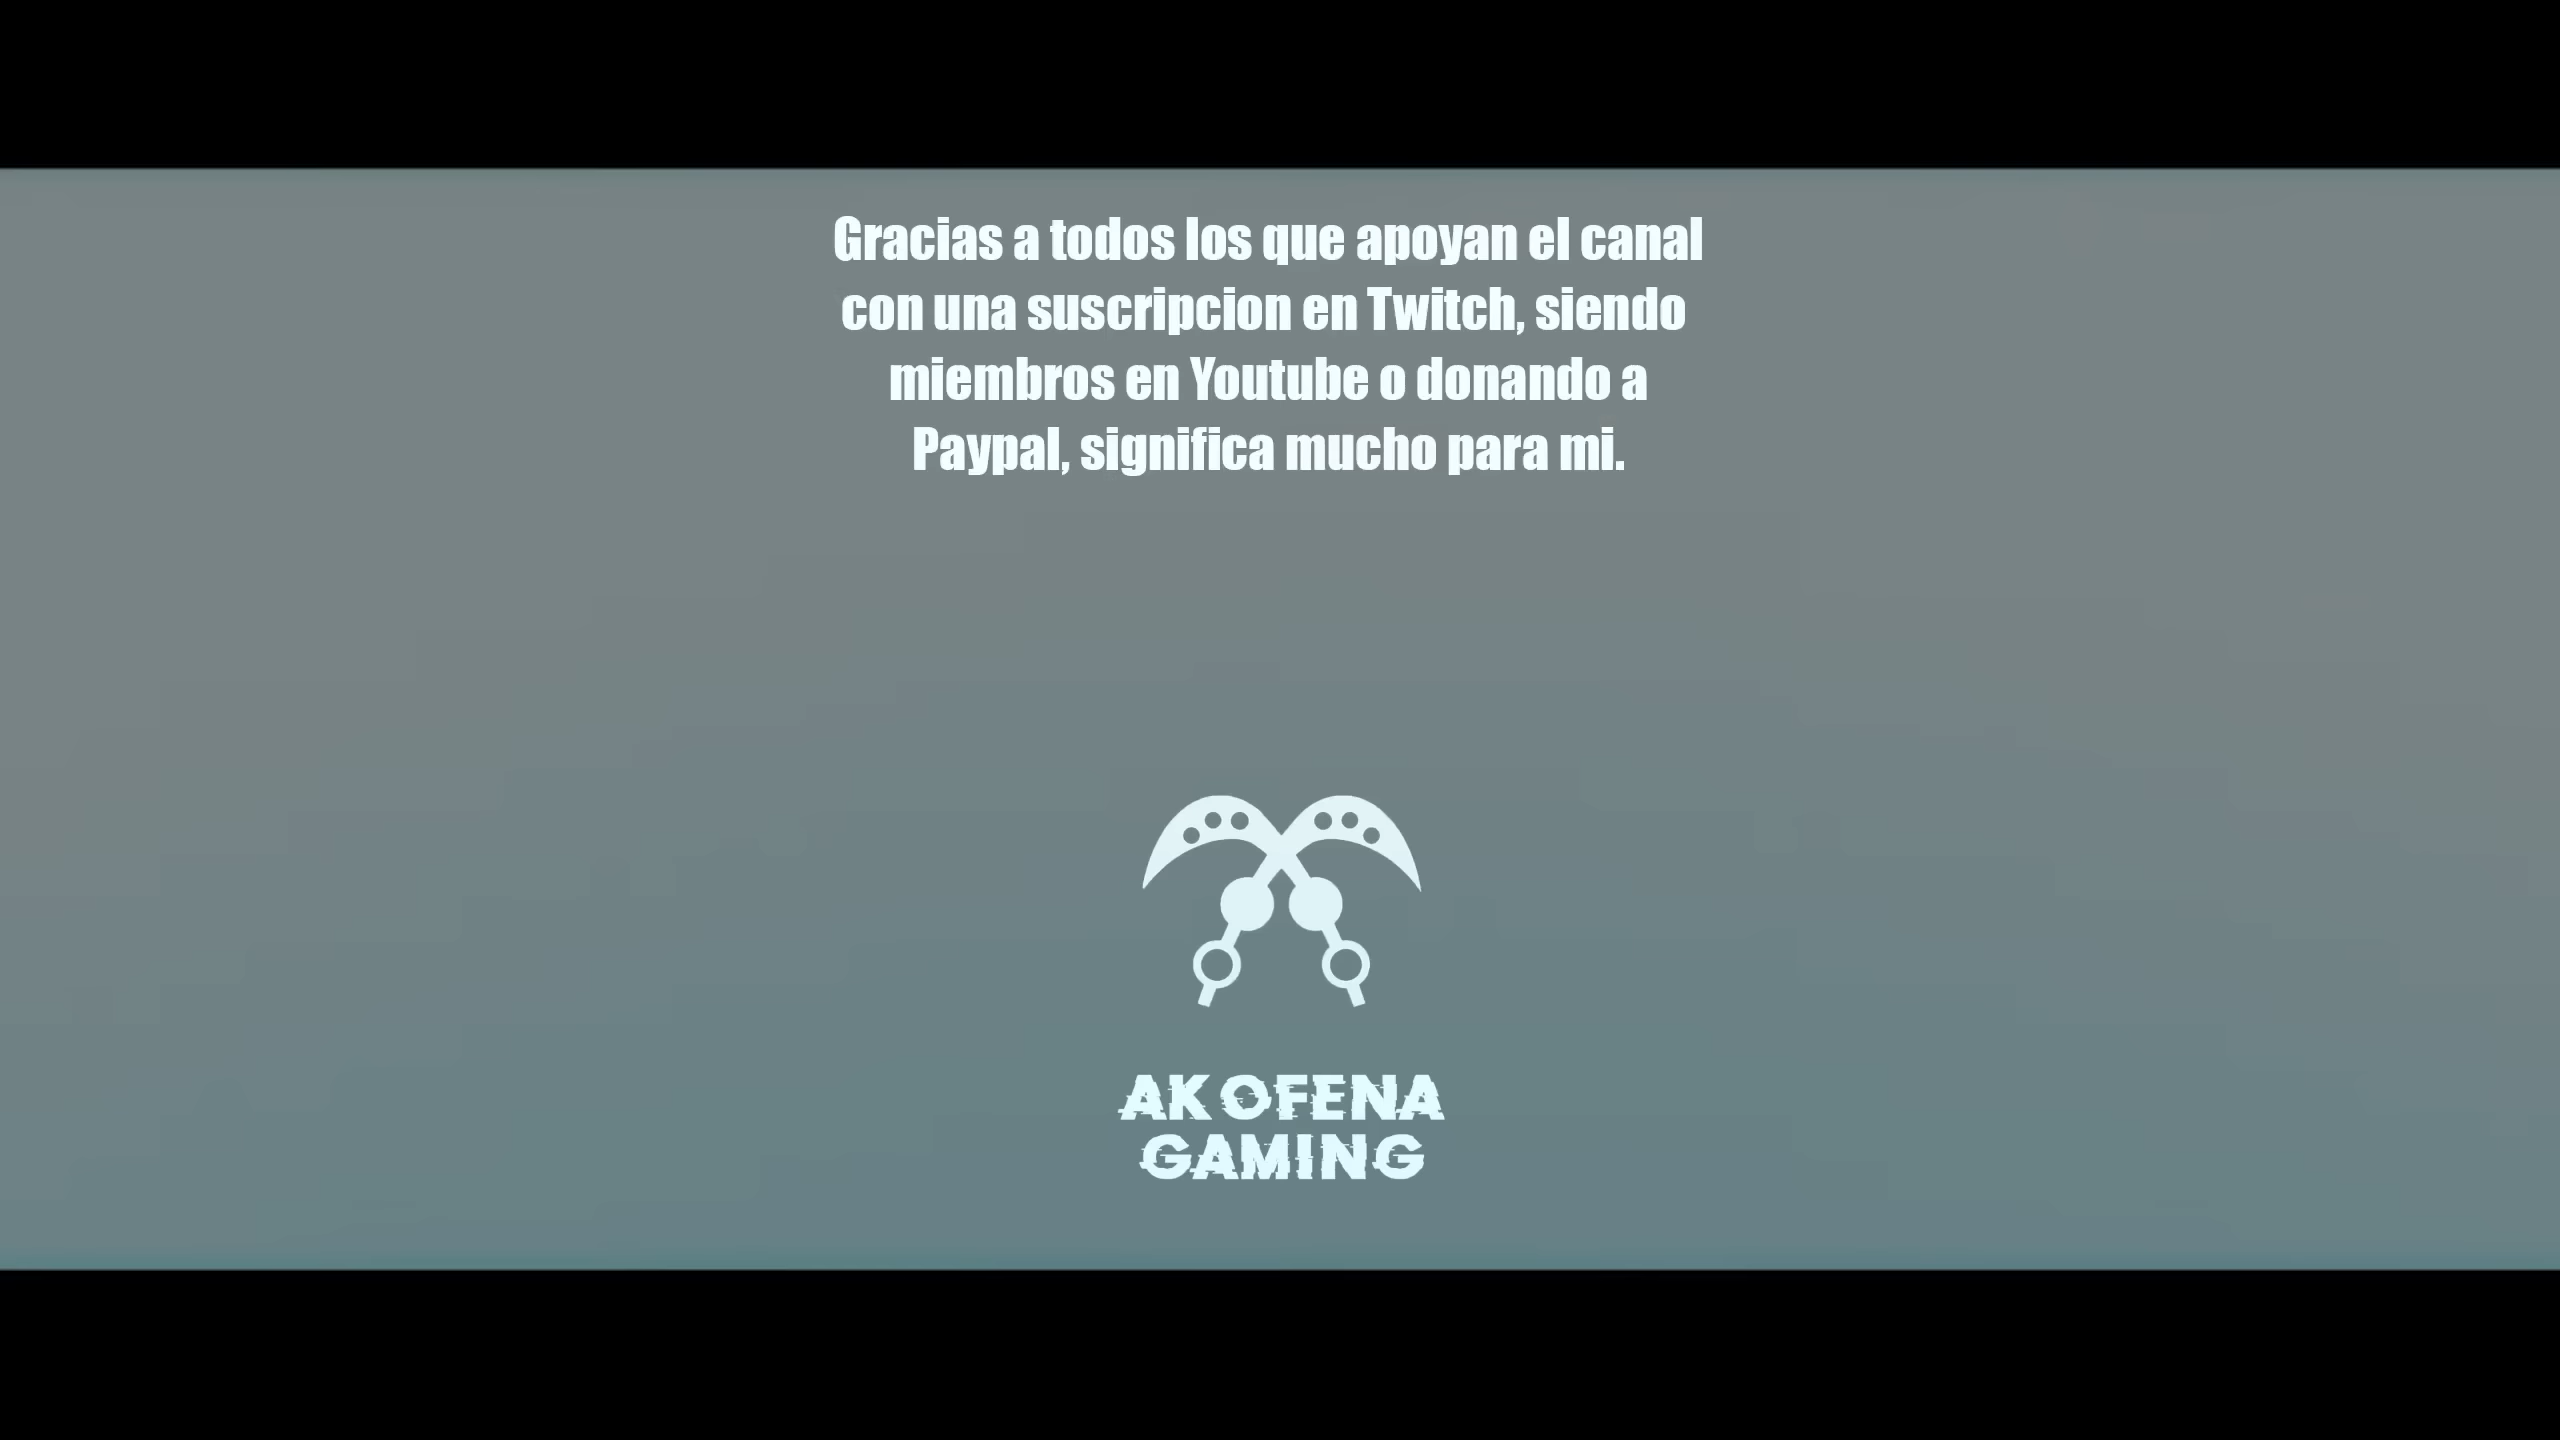 Gracias a todos los que apoyan el canal
con una suscripcion en Twitch, siendo
miembros en Youtube o donando a
Paypal, significa mucho para mi.
AKOFENA
GAMING